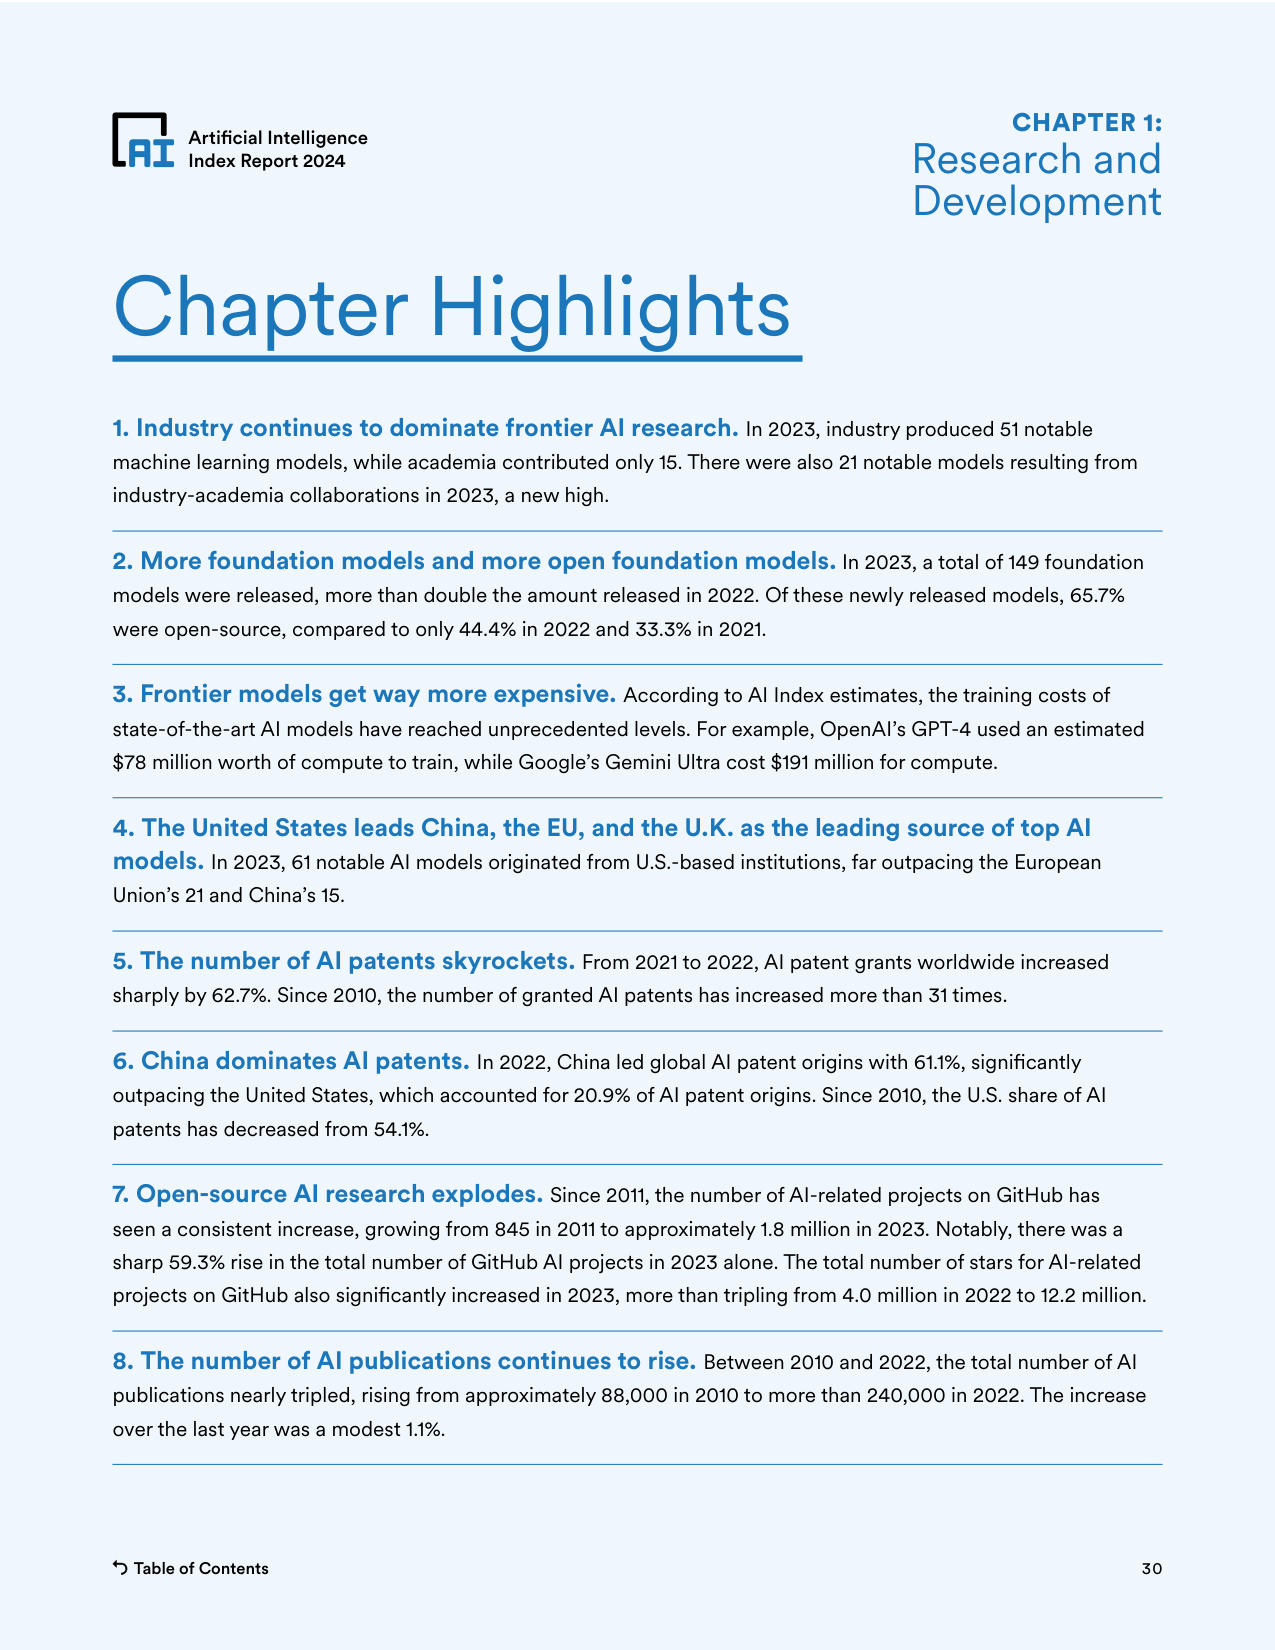 Artificial Intelligence
Index Report 2024
CHAPTER 1:
Research and
Development
Chapter Highlights
1. Industry continues to dominate frontier AI research. In 2023, industry produced 51 notable
machine learning models, while academia contributed only 15. There were also 21 notable models resulting from
industry-academia collaborations in 2023, a new high.
2. More foundation models and more open foundation models. In 2023, a total of 149 foundation
models were released, more than double the amount released in 2022. Of these newly released models, 65.7%
were open-source, compared to only 44.4% in 2022 and 33.3% in 2021.
3. Frontier models get way more expensive. According to AI Index estimates, the training costs of
state-of-the-art AI models have reached unprecedented levels. For example, OpenAI’s GPT-4 used an estimated
$78 million worth of compute to train, while Google’s Gemini Ultra cost $191 million for compute.
4. The United States leads China, the EU, and the U.K. as the leading source of top AI
models. In 2023, 61 notable AI models originated from U.S.-based institutions, far outpacing the European
Union’s 21 and China’s 15.
5. The number of AI patents skyrockets. From 2021 to 2022, AI patent grants worldwide increased
sharply by 62.7%. Since 2010, the number of granted AI patents has increased more than 31 times.
6. China dominates AI patents. In 2022, China led global AI patent origins with 61.1%, significantly
outpacing the United States, which accounted for 20.9% of AI patent origins. Since 2010, the U.S. share of AI
patents has decreased from 54.1%.
7. Open-source AI research explodes. Since 2011, the number of AI-related projects on GitHub has
seen a consistent increase, growing from 845 in 2011 to approximately 1.8 million in 2023. Notably, there was a
sharp 59.3% rise in the total number of GitHub AI projects in 2023 alone. The total number of stars for AI-related
projects on GitHub also significantly increased in 2023, more than tripling from 4.0 million in 2022 to 12.2 million.
8. The number of AI publications continues to rise. Between 2010 and 2022, the total number of AI
publications nearly tripled, rising from approximately 88,000 in 2010 to more than 240,000 in 2022. The increase
over the last year was a modest 1.1%.
Table of Contents
30